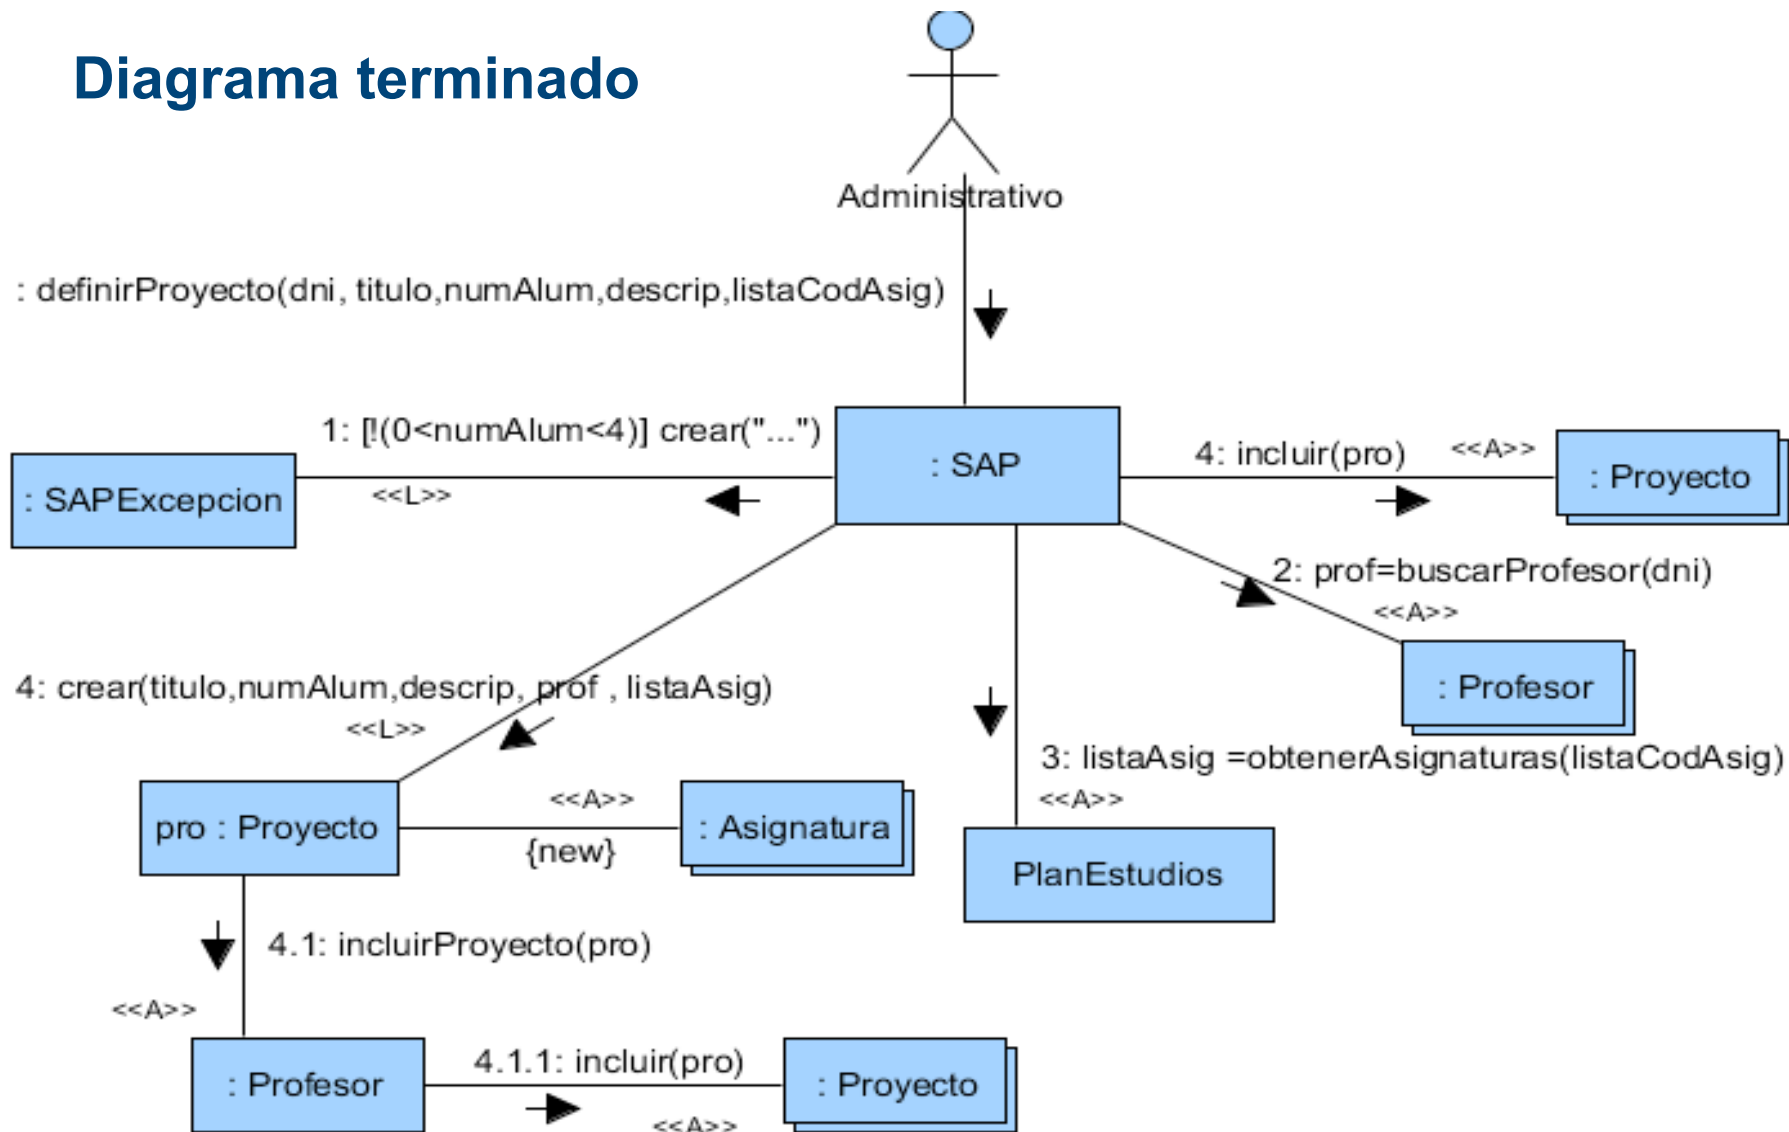 Diagrama terminado
Administrativo
: definirProyecto(dni, titulo,numAlum,descrip,listaCodAsig)
1: [!(0<numAlum<4)] crear("...")
<<L>>
: SAPExcepcion
: SAP
4: incluir(pro)
<<A>>
: Proyecto
2: prof=buscarProfesor(dni)
<<A>>
: Profesor
4: crear(titulo,numAlum,descrip, prof , listaAsig)
<<L>>
3: listaAsig =obtenerAsignaturas(listaCodAsig)
<<A>>
PlanEstudios
pro : Proyecto
<<A>>
{new}
: Asignatura
4.1: incluirProyecto(pro)
<<A>>
: Profesor
4.1.1: incluir(pro)
<<A>>
: Proyecto